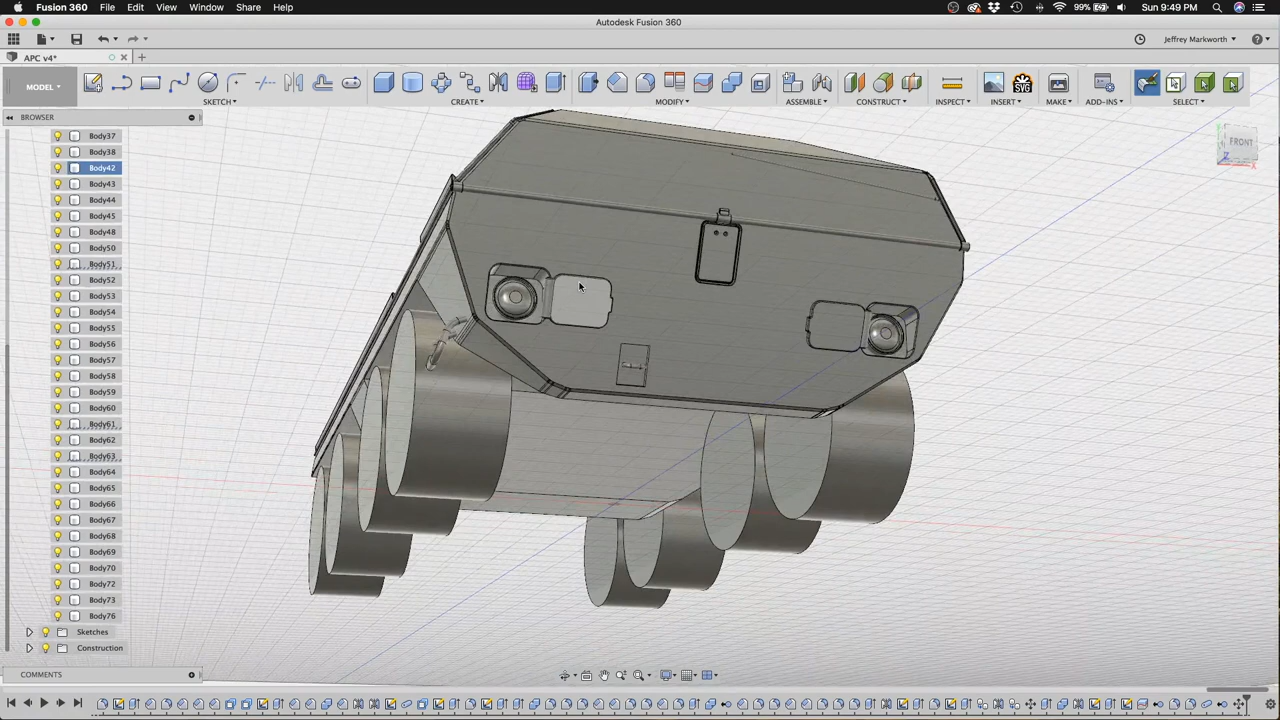 Fusion 360 File Edit View Window Share Help
99% Sun 9:49 PM
Autodesk Fusion 360
Jeffrey Markworth
APC v4*
MODEL
SKETCH CREATE MODIFY ASSEMBLE CONSTRUCT INSPECT INSERT MAKE ADD-INS SELECT
SVG
BROWSER
FRONT
Body37
Body38
Body42
Body43
Body44
Body45
Body48
Body50
Body51
Body52
Body53
Body54
Body55
Body56
Body57
Body58
Body59
Body60
Body61
Body62
Body63
Body64
Body65
Body66
Body67
Body68
Body69
Body70
Body72
Body73
Body76
Sketches
Construction
COMMENTS